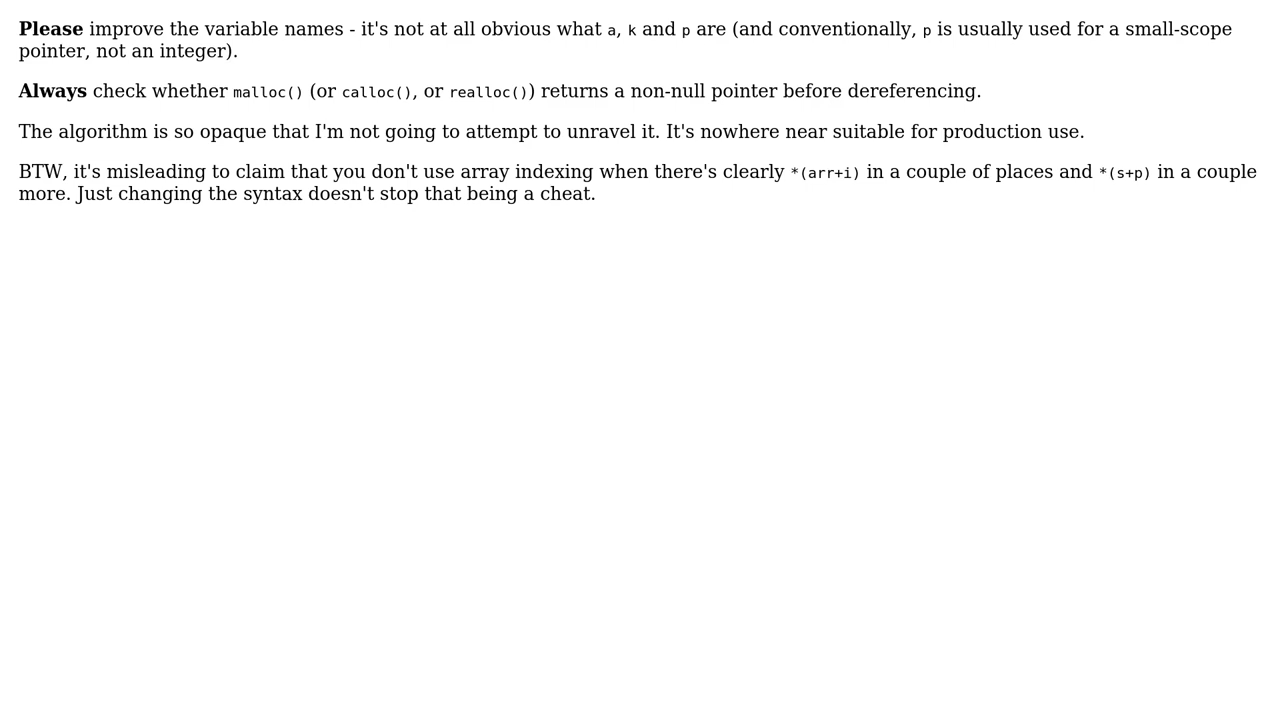 Please improve the variable names - it's not at all obvious what a, k and p are (and conventionally, p is usually used for a small-scope
pointer, not an integer).
Always check whether malloc() (or calloc(), or realloc()) returns a non-null pointer before dereferencing.
The algorithm is so opaque that I'm not going to attempt to unravel it. It's nowhere near suitable for production use.
BTW, it's misleading to claim that you don't use array indexing when there's clearly *(arr+i) in a couple of places and *(s+p) in a couple
more. Just changing the syntax doesn't stop that being a cheat.